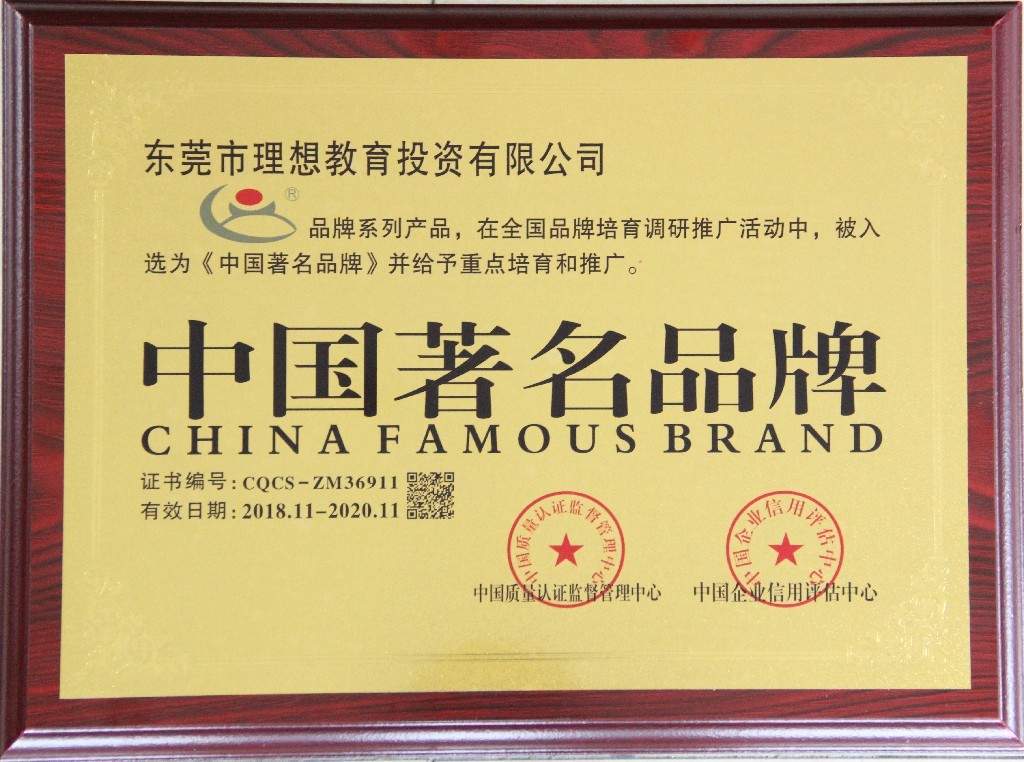 东莞市理想教育投资有限公司
®
品牌系列产品，在全国品牌培育调研推广活动中，被入
选为《中国著名品牌》并给予重点培育和推广。
中国著名品牌
CHINA FAMOUS BRAND
证书编号：CQCS-ZM36911
有效日期：2018.11-2020.11
中国质量认证监督管理中心
中国企业信用评估中心
中国质量认证监督管理中心
中国企业信用评估中心